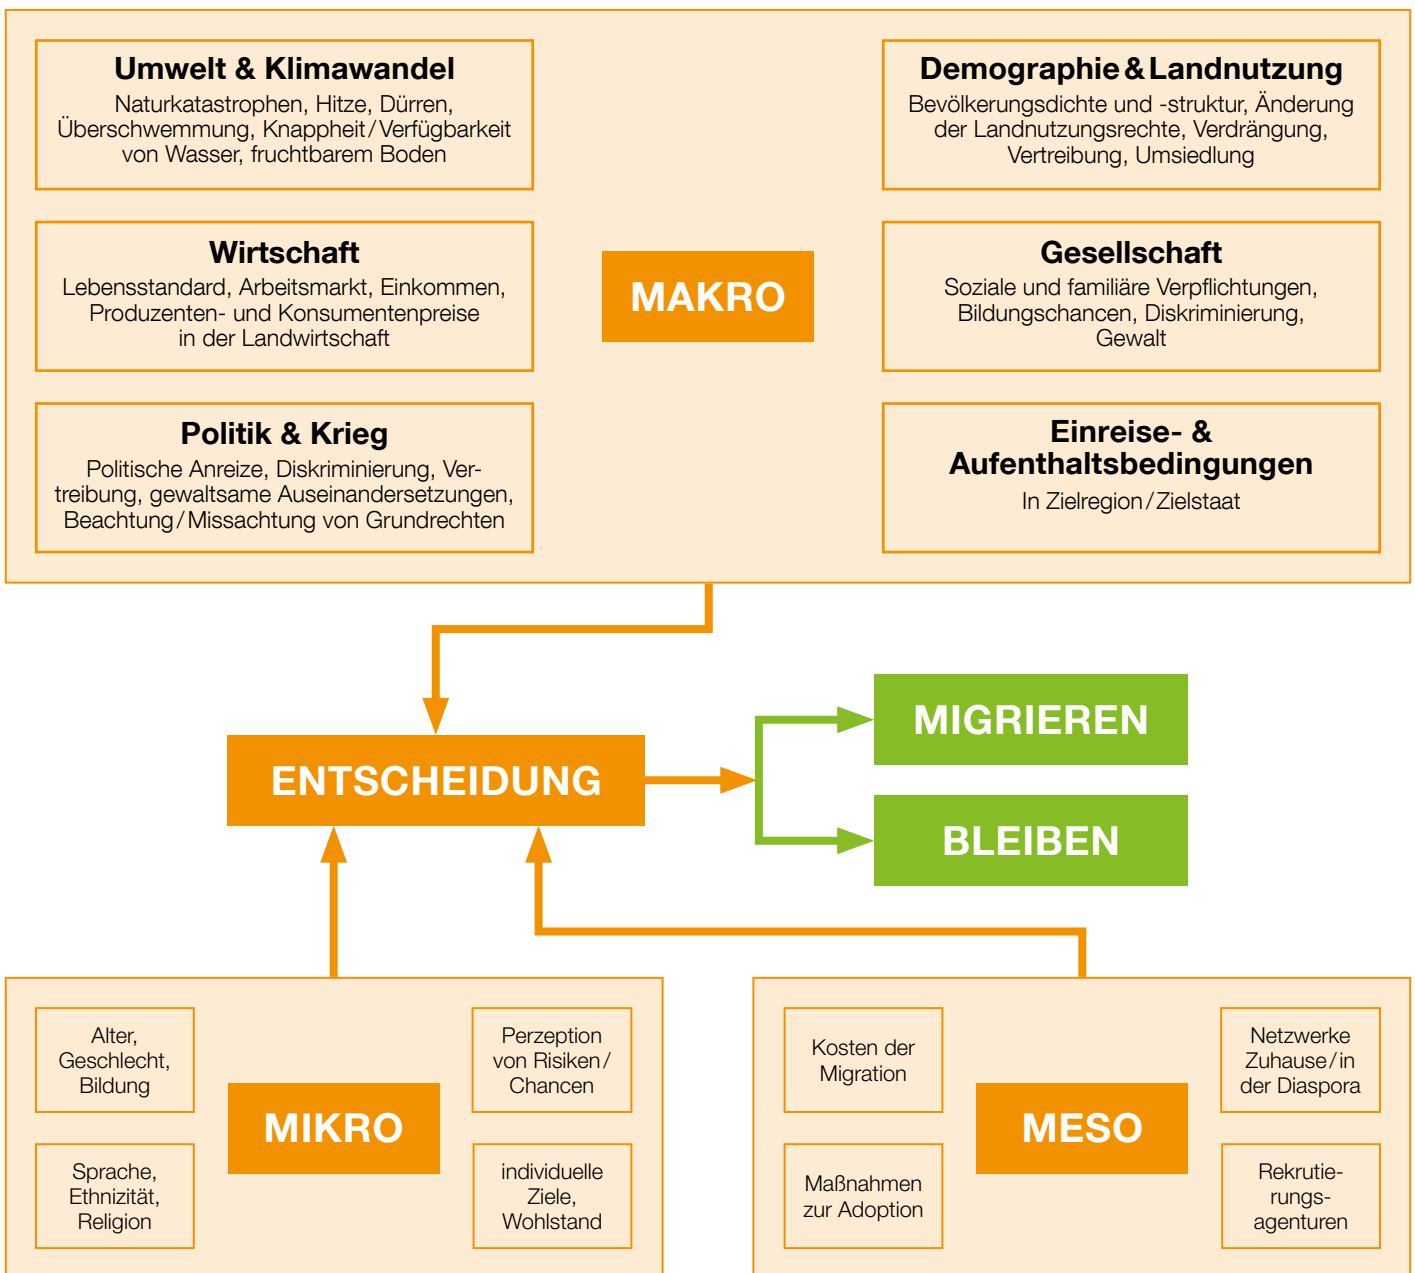 Umwelt & Klimawandel
Naturkatastrophen, Hitze, Dürren,
Überschwemmung, Knappheit / Verfügbarkeit
von Wasser, fruchtbarem Boden
Demographie & Landnutzung
Bevölkerungsdichte und -struktur, Änderung
der Landnutzungsrechte, Verdrängung,
Vertreibung, Umsiedlung
Wirtschaft
Lebensstandard, Arbeitsmarkt, Einkommen,
Produzenten- und Konsumentenpreise
in der Landwirtschaft
MAKRO
Gesellschaft
Soziale und familiäre Verpflichtungen,
Bildungschancen, Diskriminierung,
Gewalt
Politik & Krieg
Politische Anreize, Diskriminierung, Ver-
treibung, gewaltsame Auseinandersetzungen,
Beachtung / Missachtung von Grundrechten
Einreise- &
Aufenthaltsbedingungen
In Zielregion / Zielstaat
MIGRIEREN
ENTSCHEIDUNG
BLEIBEN
Alter,
Geschlecht,
Bildung
Perzeption
von Risiken /
Chancen
MIKRO
Sprache,
Ethnizität,
Religion
individuelle
Ziele,
Wohlstand
Kosten der
Migration
Netzwerke
Zuhause / in
der Diaspora
MESO
Maßnahmen
zur Adoption
Rekrutie-
rungs-
agenturen